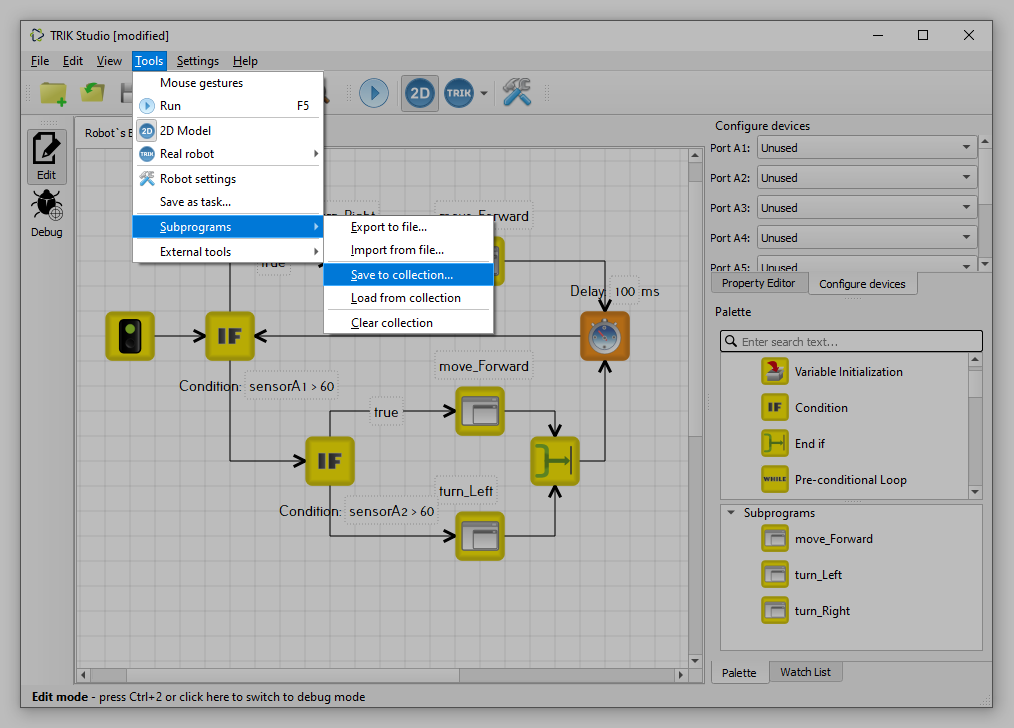 TRIK Studio [modified]
File Edit View Tools Settings Help
Mouse gestures
Run F5
2D 2D Model
TRIK Real robot
Robot settings
Save as task...
Subprograms
External tools
Export to file...
Import from file...
Save to collection...
Load from collection
Clear collection
2D TRIK
Robot`s
Edit
Debug
move_Forward
true
Delay: 100 ms
IF
Condition: sensorA1 > 60
move_Forward
true
IF
turn_Left
Condition: sensorA2 > 60
Configure devices
Port A1: Unused
Port A2: Unused
Port A3: Unused
Port A4: Unused
Port A5: Unused
Property Editor Configure devices
Palette
Enter search text...
Variable Initialization
IF Condition
End if
WHILE Pre-conditional Loop
Subprograms
move_Forward
turn_Left
turn_Right
Palette Watch List
Edit mode - press Ctrl+2 or click here to switch to debug mode